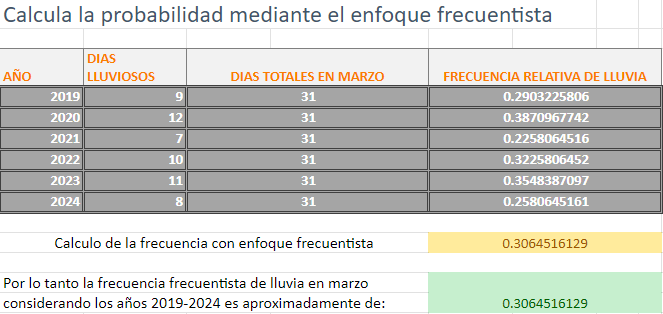 Calcula la probabilidad mediante el enfoque frecuentista
AÑO DIAS LLUVIOSOS DIAS TOTALES EN MARZO FRECUENCIA RELATIVA DE LLUVIA
2019 9 31 0.2903225806
2020 12 31 0.3870967742
2021 7 31 0.2258064516
2022 10 31 0.3225806452
2023 11 31 0.3548387097
2024 8 31 0.2580645161
Calculo de la frecuencia con enfoque frecuentista 0.3064516129
Por lo tanto la frecuencia frecuentista de lluvia en marzo
considerando los años 2019-2024 es aproximadamente de: 0.3064516129